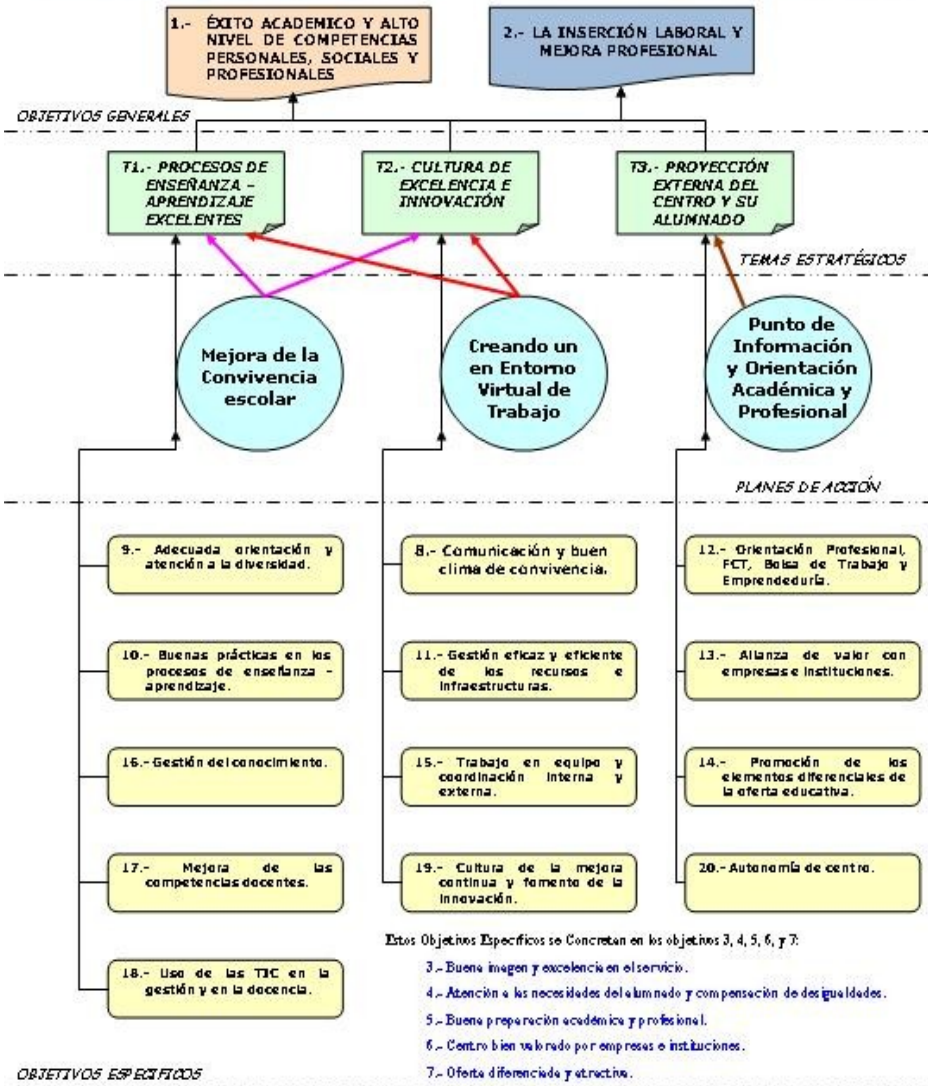 1.- ÉXITO ACADEMICO Y ALTO
NIVEL DE COMPETENCIAS
PERSONALES, SOCIALES Y
PROFESIONALES
2.- LA INSERCIÓN LABORAL Y
MEJORA PROFESIONAL
OBJETIVOS GENERALES
T1.- PROCESOS DE
ENSEÑANZA –
APRENDIZAJE
EXCELENTES
T2.- CULTURA DE
EXCELENCIA E
INNOVACIÓN
T3.- PROYECCIÓN
EXTERNA DEL
CENTRO Y SU
ALUMNADO
TEMAS ESTRATÉGICOS
Mejora de la
Convivencia
escolar
Creando un
en Entorno
Virtual de
Trabajo
Punto de
Información
y Orientación
Académica y
Profesional
PLANES DE ACCIÓN
9.- Adecuada orientación y
atención a la diversidad.
10.- Buenas prácticas en los
procesos de enseñanza –
aprendizaje.
16.- Gestión del conocimiento.
17.- Mejora de las
competencias docentes.
18.- Uso de las TIC en la
gestión y en la docencia.
8.- Comunicación y buen
clima de convivencia.
11.- Gestión eficaz y eficiente
de los recursos e
infraestructuras.
15.- Trabajo en equipo y
coordinación interna y
externa.
19.- Cultura de la mejora
continua y fomento de la
innovación.
12.- Orientación Profesional,
FCT, Bolsa de Trabajo y
Emprendeduría.
13.- Alianza de valor con
empresas e instituciones.
14.- Promoción de los
elementos diferenciales de
la oferta educativa.
20.- Autonomía de centro.
Estos Objetivos Específicos se Concretan en los objetivos 3, 4, 5, 6, y 7:
3.- Buena imagen y excelencia en el servicio.
4.- Atención a las necesidades del alumnado y compensación de desigualdades.
5.- Buena preparación académica y profesional.
6.- Centro bien valorado por empresas e instituciones.
7.- Oferta diferenciada y atractiva.
OBJETIVOS ESPECIFICOS